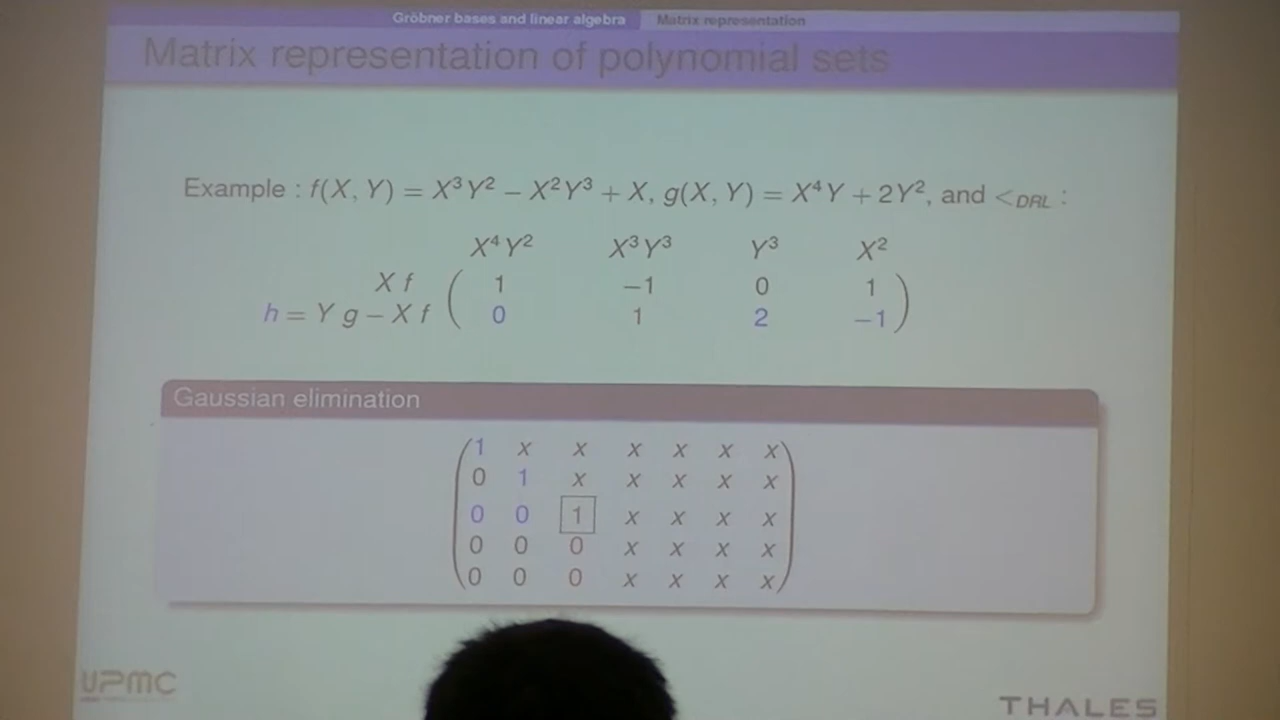 Gröbner bases and linear algebra Matrix representation
Matrix representation of polynomial sets
Example : f(X, Y) = X³Y² − X²Y³ + X, g(X, Y) = X⁴Y + 2Y², and <DRL :
X⁴Y² X³Y³ Y³ X²
X f ( 1 −1 0 1 )
h = Y g − X f ( 0 1 2 −1 )
Gaussian elimination
1 x x x x x x
0 1 x x x x x
0 0 1 x x x x
0 0 0 x x x x
0 0 0 x x x x
UPMC
THALES